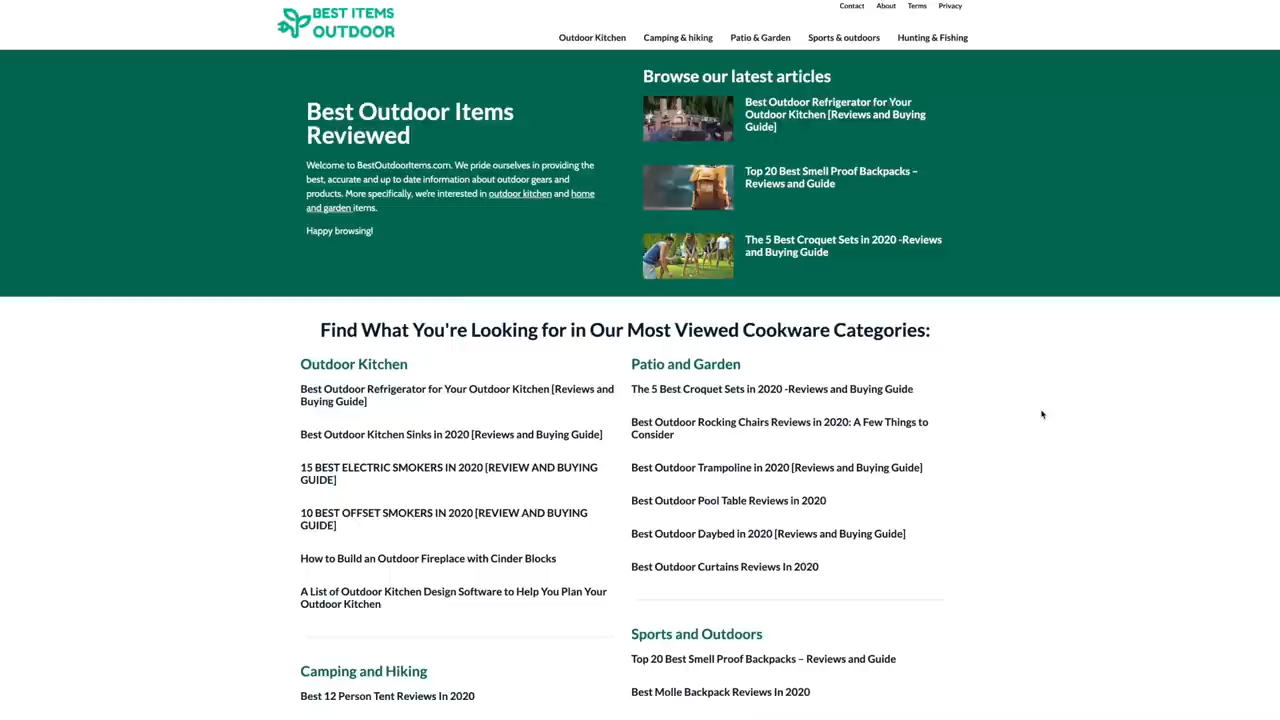 BEST ITEMS
OUTDOOR
Contact About Terms Privacy
Outdoor Kitchen Camping & hiking Patio & Garden Sports & outdoors Hunting & Fishing
Best Outdoor Items
Reviewed
Welcome to BestOutdoorItems.com. We pride ourselves in providing the
best, accurate and up to date information about outdoor gears and
products. More specifically, we're interested in outdoor kitchen and home
and garden items.
Happy browsing!
Browse our latest articles
Best Outdoor Refrigerator for Your
Outdoor Kitchen [Reviews and Buying
Guide]
Top 20 Best Smell Proof Backpacks –
Reviews and Guide
The 5 Best Croquet Sets in 2020 -Reviews
and Buying Guide
Find What You're Looking for in Our Most Viewed Cookware Categories:
Outdoor Kitchen
Best Outdoor Refrigerator for Your Outdoor Kitchen [Reviews and
Buying Guide]
Best Outdoor Kitchen Sinks in 2020 [Reviews and Buying Guide]
15 BEST ELECTRIC SMOKERS IN 2020 [REVIEW AND BUYING
GUIDE]
10 BEST OFFSET SMOKERS IN 2020 [REVIEW AND BUYING
GUIDE]
How to Build an Outdoor Fireplace with Cinder Blocks
A List of Outdoor Kitchen Design Software to Help You Plan Your
Outdoor Kitchen
Camping and Hiking
Best 12 Person Tent Reviews In 2020
Patio and Garden
The 5 Best Croquet Sets in 2020 -Reviews and Buying Guide
Best Outdoor Rocking Chairs Reviews in 2020: A Few Things to
Consider
Best Outdoor Trampoline in 2020 [Reviews and Buying Guide]
Best Outdoor Pool Table Reviews in 2020
Best Outdoor Daybed in 2020 [Reviews and Buying Guide]
Best Outdoor Curtains Reviews In 2020
Sports and Outdoors
Top 20 Best Smell Proof Backpacks – Reviews and Guide
Best Molle Backpack Reviews In 2020